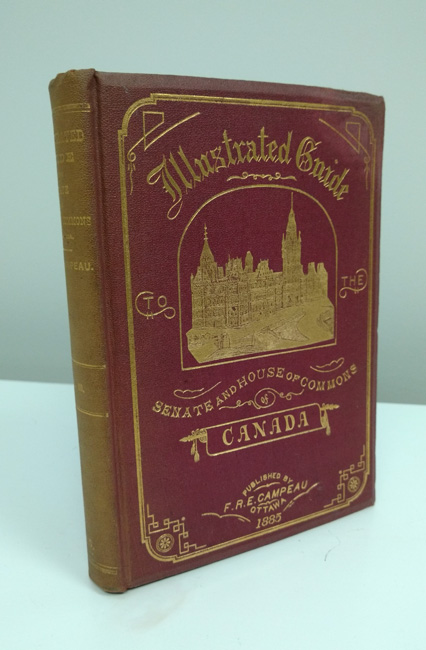 Illustrated Guide
TO THE
SENATE AND HOUSE OF COMMONS
of
CANADA
PUBLISHED BY
F.R.E. CAMPEAU
OTTAWA
1885